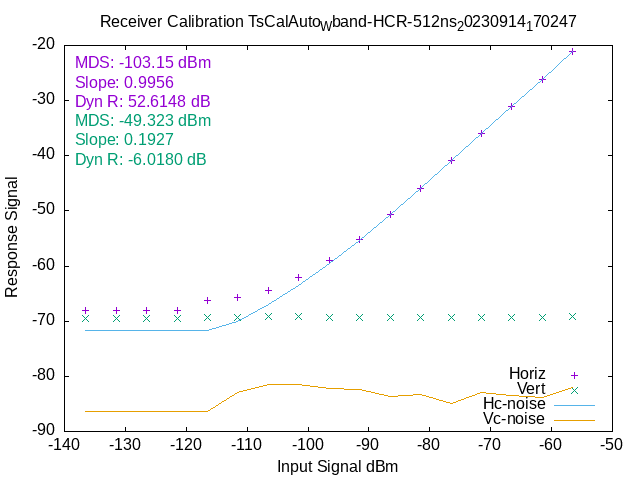 Receiver Calibration TsCalAuto_Wband-HCR-512ns_20230914_170247
MDS: -103.15 dBm
Slope: 0.9956
Dyn R: 52.6148 dB
MDS: -49.323 dBm
Slope: 0.1927
Dyn R: -6.0180 dB
-20
-30
-40
-50
-60
-70
-80
-90
Response Signal
Horiz
Vert
Hc-noise
Vc-noise
-140 -130 -120 -110 -100 -90 -80 -70 -60 -50
Input Signal dBm